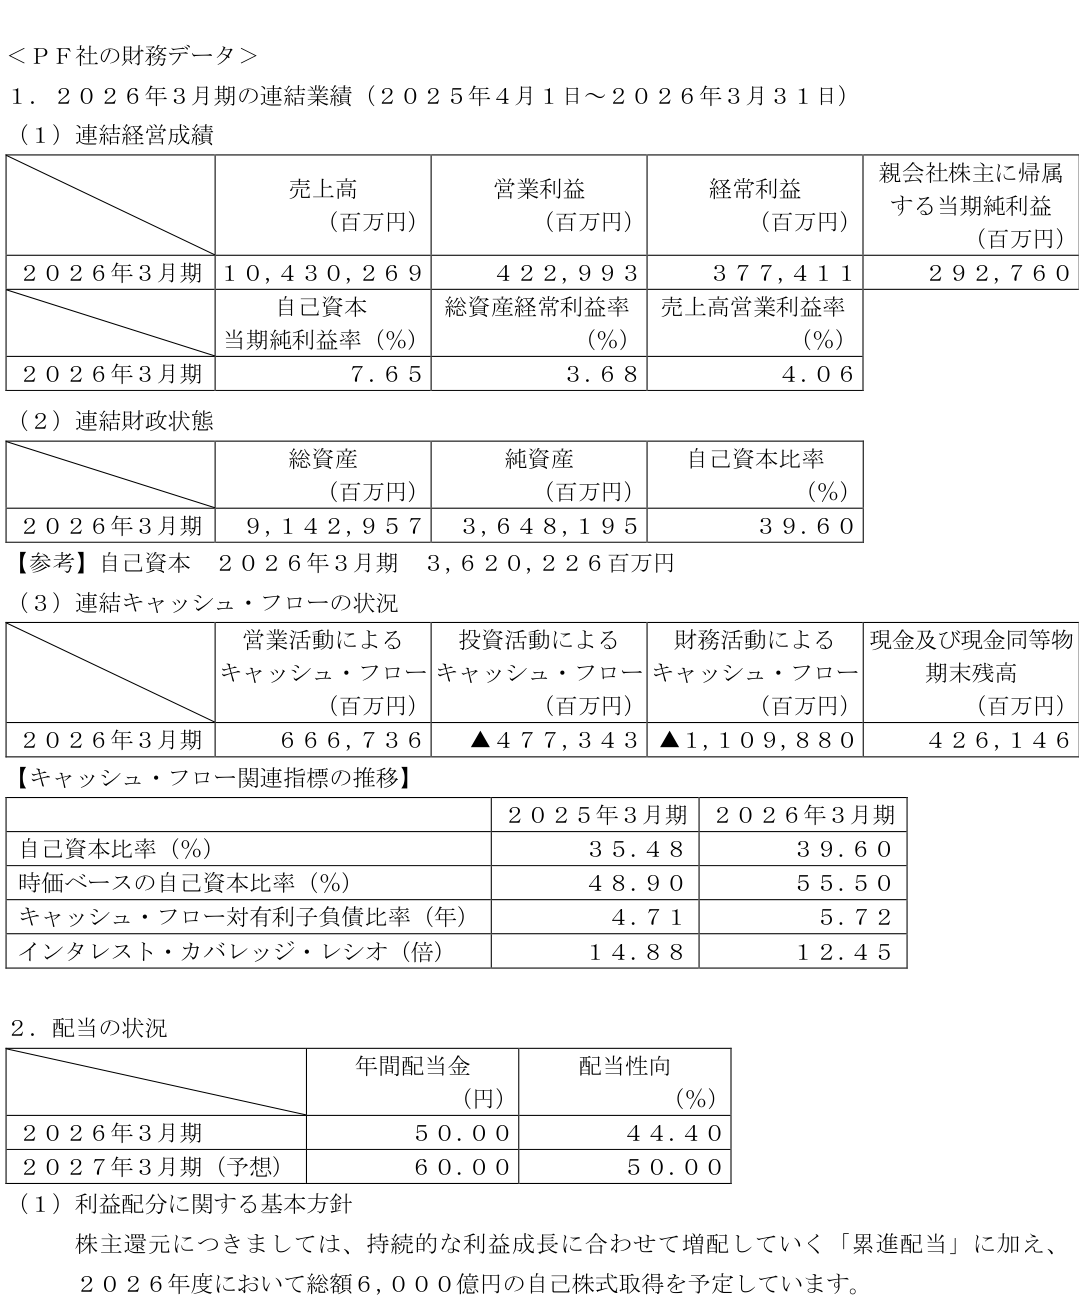 ＜ＰＦ社の財務データ＞
１．２０２６年３月期の連結業績（２０２５年４月１日～２０２６年３月３１日）
（１）連結経営成績
売上高 営業利益 経常利益 親会社株主に帰属
する当期純利益
（百万円） （百万円） （百万円） （百万円）
２０２６年３月期 １０,４３０,２６９ ４２２,９９３ ３７７,４１１ ２９２,７６０
自己資本 総資産経常利益率 売上高営業利益率
当期純利益率（％） （％） （％）
２０２６年３月期 ７.６５ ３.６８ ４.０６
（２）連結財政状態
総資産 純資産 自己資本比率
（百万円） （百万円） （％）
２０２６年３月期 ９,１４２,９５７ ３,６４８,１９５ ３９.６０
【参考】自己資本　２０２６年３月期　３,６２０,２２６百万円
（３）連結キャッシュ・フローの状況
営業活動による 投資活動による 財務活動による 現金及び現金同等物
キャッシュ・フロー キャッシュ・フロー キャッシュ・フロー 期末残高
（百万円） （百万円） （百万円） （百万円）
２０２６年３月期 ６６６,７３６ ▲４７７,３４３ ▲１,１０９,８８０ ４２６,１４６
【キャッシュ・フロー関連指標の推移】
２０２５年３月期 ２０２６年３月期
自己資本比率（％） ３５.４８ ３９.６０
時価ベースの自己資本比率（％） ４８.９０ ５５.５０
キャッシュ・フロー対有利子負債比率（年） ４.７１ ５.７２
インタレスト・カバレッジ・レシオ（倍） １４.８８ １２.４５
２．配当の状況
年間配当金 配当性向
（円） （％）
２０２６年３月期 ５０.００ ４４.４０
２０２７年３月期（予想） ６０.００ ５０.００
（１）利益配分に関する基本方針
株主還元につきましては、持続的な利益成長に合わせて増配していく「累進配当」に加え、
２０２６年度において総額６,０００億円の自己株式取得を予定しています。